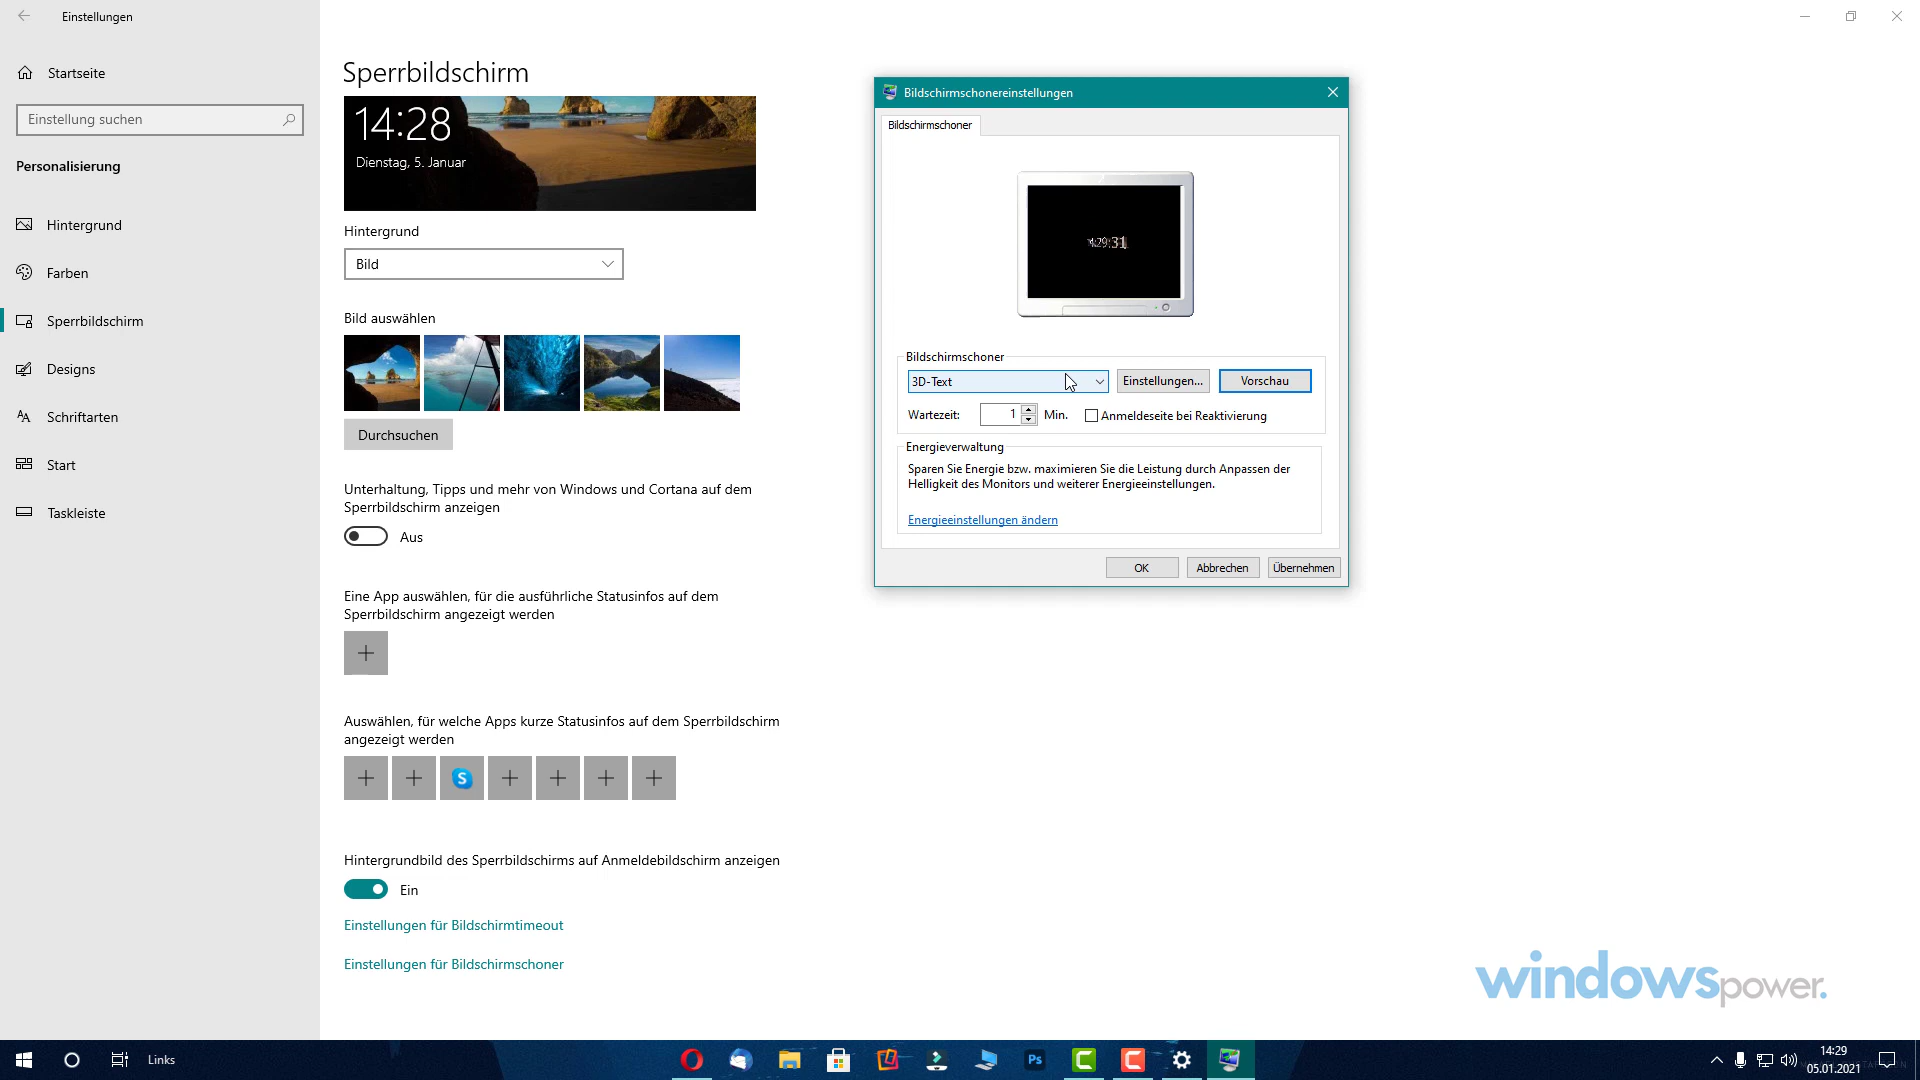 Einstellungen
Startseite
Einstellung suchen
Personalisierung
Hintergrund
Farben
Sperrbildschirm
Designs
Schriftarten
Start
Taskleiste
Sperrbildschirm
14:28
Dienstag, 5. Januar
Hintergrund
Bild
Bild auswählen
Durchsuchen
Unterhaltung, Tipps und mehr von Windows und Cortana auf dem
Sperrbildschirm anzeigen
Aus
Eine App auswählen, für die ausführliche Statusinfos auf dem
Sperrbildschirm angezeigt werden
Auswählen, für welche Apps kurze Statusinfos auf dem Sperrbildschirm
angezeigt werden
Hintergrundbild des Sperrbildschirms auf Anmeldebildschirm anzeigen
Ein
Einstellungen für Bildschirmtimeout
Einstellungen für Bildschirmschoner
Bildschirmschonereinstellungen
Bildschirmschoner
Bildschirmschoner
3D-Text
Einstellungen...
Vorschau
Wartezeit:
1
Min.
Anmeldeseite bei Reaktivierung
Energieverwaltung
Sparen Sie Energie bzw. maximieren Sie die Leistung durch Anpassen der
Helligkeit des Monitors und weiterer Energieeinstellungen.
Energieeinstellungen ändern
OK
Abbrechen
Übernehmen
windowspower.
Links
Ps
14:29
05.01.2021